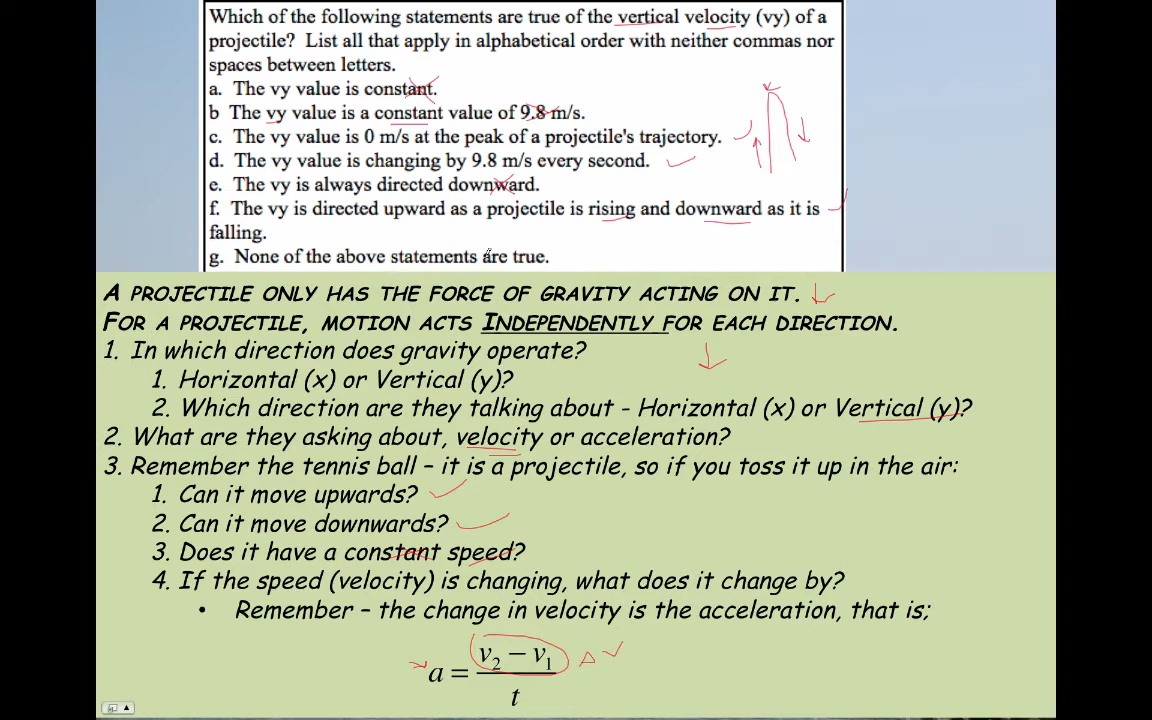 Which of the following statements are true of the vertical velocity (vy) of a
projectile? List all that apply in alphabetical order with neither commas nor
spaces between letters.
a. The vy value is constant.
b The vy value is a constant value of 9.8 m/s.
c. The vy value is 0 m/s at the peak of a projectile's trajectory.
d. The vy value is changing by 9.8 m/s every second.
e. The vy is always directed downward.
f. The vy is directed upward as a projectile is rising and downward as it is
falling.
g. None of the above statements are true.
A PROJECTILE ONLY HAS THE FORCE OF GRAVITY ACTING ON IT.
FOR A PROJECTILE, MOTION ACTS INDEPENDENTLY FOR EACH DIRECTION.
1. In which direction does gravity operate?
1. Horizontal (x) or Vertical (y)?
2. Which direction are they talking about - Horizontal (x) or Vertical (y)?
2. What are they asking about, velocity or acceleration?
3. Remember the tennis ball – it is a projectile, so if you toss it up in the air:
1. Can it move upwards?
2. Can it move downwards?
3. Does it have a constant speed?
4. If the speed (velocity) is changing, what does it change by?
• Remember – the change in velocity is the acceleration, that is;
a = (v₂ − v₁) / t Δv